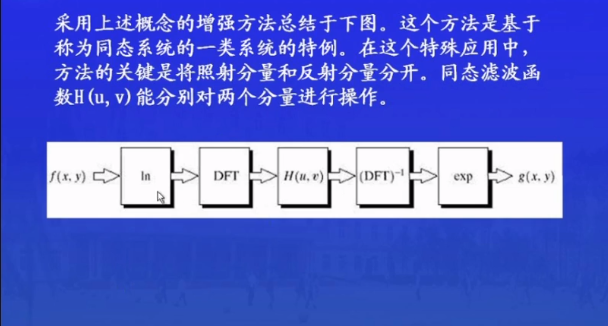 采用上述概念的增强方法总结于下图。这个方法是基于
称为同态系统的一类系统的特例。在这个特殊应用中，
方法的关键是将照射分量和反射分量分开。同态滤波函
数H(u,v)能分别对两个分量进行操作。
f(x, y) ln DFT H(u, v) (DFT)⁻¹ exp g(x, y)